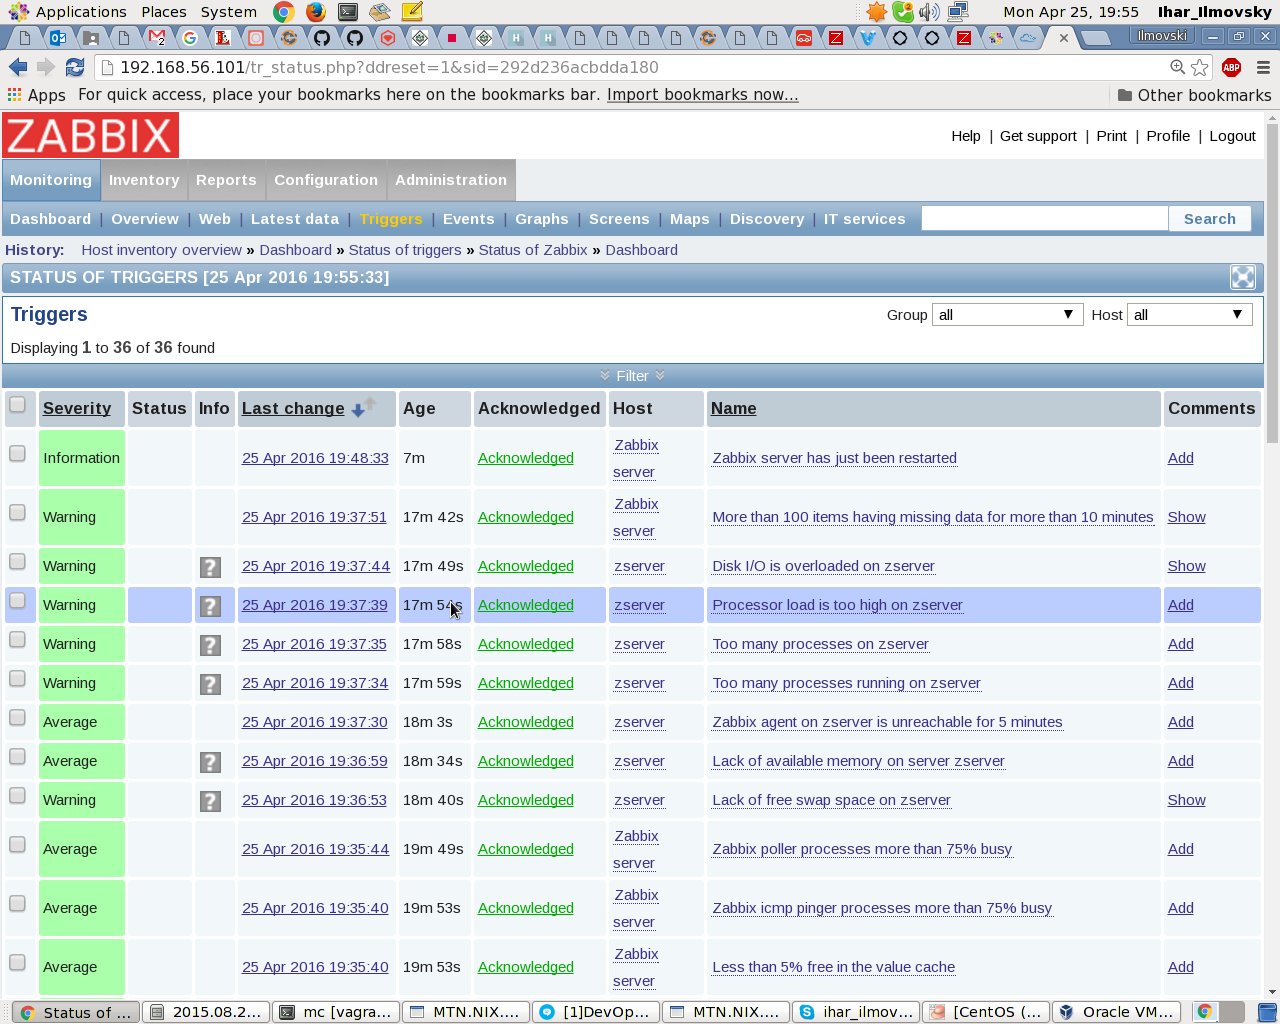 Applications Places System Mon Apr 25, 19:55 Ihar_Ilmovsky
Ilmovski
192.168.56.101/tr_status.php?ddreset=1&sid=292d236acbdda180 ABP
Apps For quick access, place your bookmarks here on the bookmarks bar. Import bookmarks now... Other bookmarks
ZABBIX
Help | Get support | Print | Profile | Logout
Monitoring Inventory Reports Configuration Administration
Dashboard | Overview | Web | Latest data | Triggers | Events | Graphs | Screens | Maps | Discovery | IT services Search
History: Host inventory overview » Dashboard » Status of triggers » Status of Zabbix » Dashboard
STATUS OF TRIGGERS [25 Apr 2016 19:55:33]
Triggers Group all Host all
Displaying 1 to 36 of 36 found
Filter
Severity Status Info Last change Age Acknowledged Host Name Comments
Information 25 Apr 2016 19:48:33 7m Acknowledged Zabbix server Zabbix server has just been restarted Add
Warning 25 Apr 2016 19:37:51 17m 42s Acknowledged Zabbix server More than 100 items having missing data for more than 10 minutes Show
Warning ? 25 Apr 2016 19:37:44 17m 49s Acknowledged zserver Disk I/O is overloaded on zserver Show
Warning ? 25 Apr 2016 19:37:39 17m 54s Acknowledged zserver Processor load is too high on zserver Add
Warning ? 25 Apr 2016 19:37:35 17m 58s Acknowledged zserver Too many processes on zserver Add
Warning ? 25 Apr 2016 19:37:34 17m 59s Acknowledged zserver Too many processes running on zserver Add
Average 25 Apr 2016 19:37:30 18m 3s Acknowledged zserver Zabbix agent on zserver is unreachable for 5 minutes Add
Average ? 25 Apr 2016 19:36:59 18m 34s Acknowledged zserver Lack of available memory on server zserver Add
Warning ? 25 Apr 2016 19:36:53 18m 40s Acknowledged zserver Lack of free swap space on zserver Show
Average 25 Apr 2016 19:35:44 19m 49s Acknowledged Zabbix server Zabbix poller processes more than 75% busy Add
Average 25 Apr 2016 19:35:40 19m 53s Acknowledged Zabbix server Zabbix icmp pinger processes more than 75% busy Add
Average 25 Apr 2016 19:35:40 19m 53s Acknowledged Zabbix server Less than 5% free in the value cache Add
Status of ... 2015.08.2... mc [vagra... MTN.NIX.... [1]DevOp... MTN.NIX.... ihar_ilmov... [CentOS (... Oracle VM...